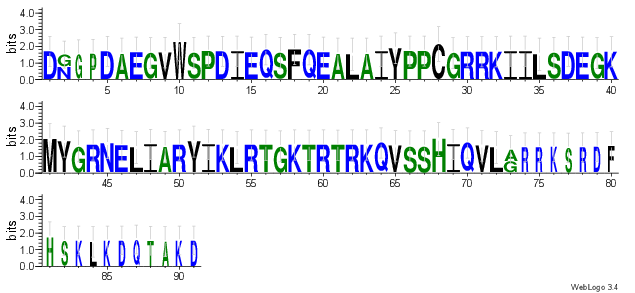 4.0
3.0
bits
2.0
1.0
0.0
DGGPDAEGVWSPDIEQSFQEALAIYPPCGRRKIILSDEGK
N
5 10 15 20 25 30 35 40
4.0
3.0
bits
2.0
1.0
0.0
MYGRNELIARYIKLRTGKTRTRKQVSSHIQVLARRKSRDF
G
45 50 55 60 65 70 75 80
4.0
3.0
bits
2.0
1.0
0.0
HSKLKDQTAKD
85 90
WebLogo 3.4